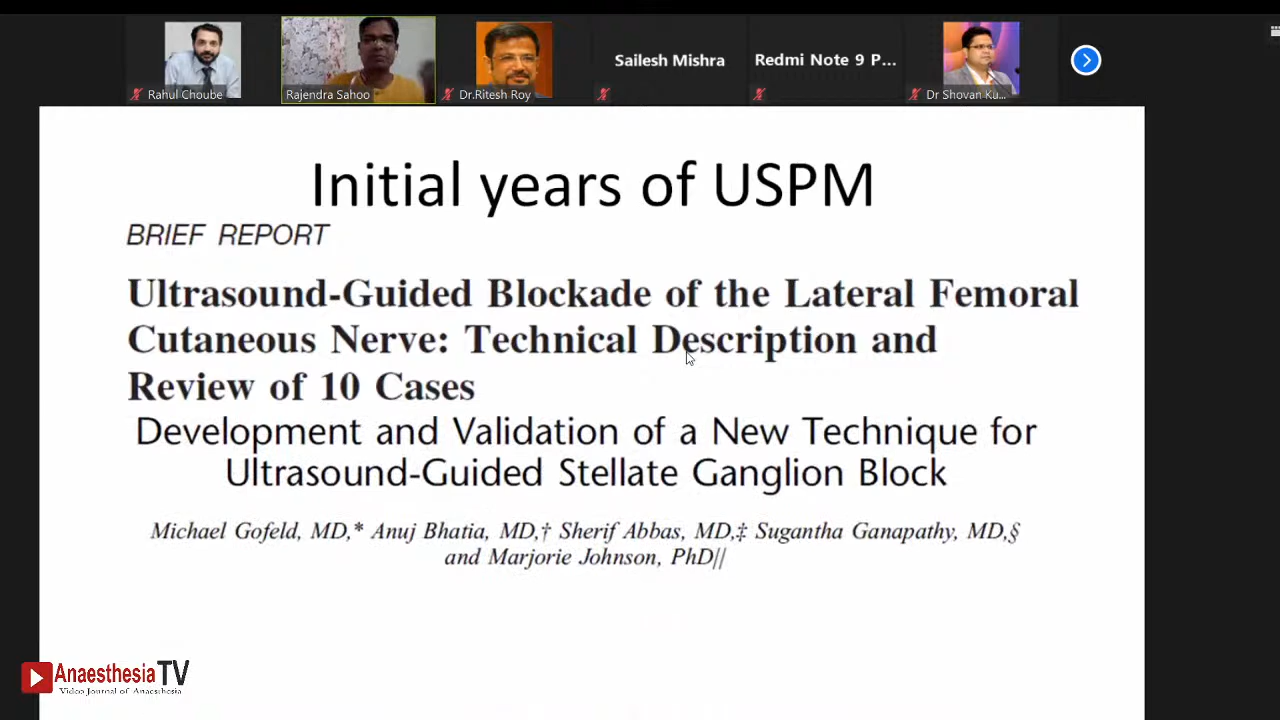 Sailesh Mishra
Redmi Note 9 P...
Rahul Choube
Rajendra Sahoo
Dr.Ritesh Roy
Dr Shovan Ku...
Initial years of USPM
BRIEF REPORT
Ultrasound-Guided Blockade of the Lateral Femoral
Cutaneous Nerve: Technical Description and
Review of 10 Cases
Development and Validation of a New Technique for
Ultrasound-Guided Stellate Ganglion Block
Michael Gofeld, MD,* Anuj Bhatia, MD,† Sherif Abbas, MD,‡ Sugantha Ganapathy, MD,§
and Marjorie Johnson, PhD||
AnaesthesiaTV
Video Journal of Anaesthesia